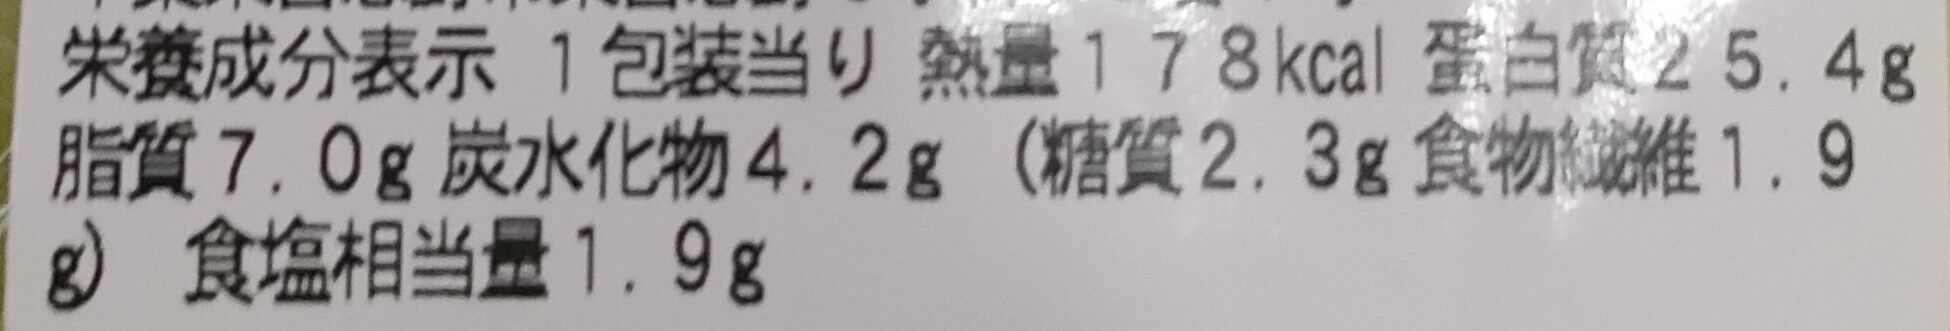 栄養成分表示 1包装当り 熱量178kcal 蛋白質25.4g
脂質7.0g 炭水化物4.2g (糖質2.3g 食物繊維1.9
g) 食塩相当量1.9g